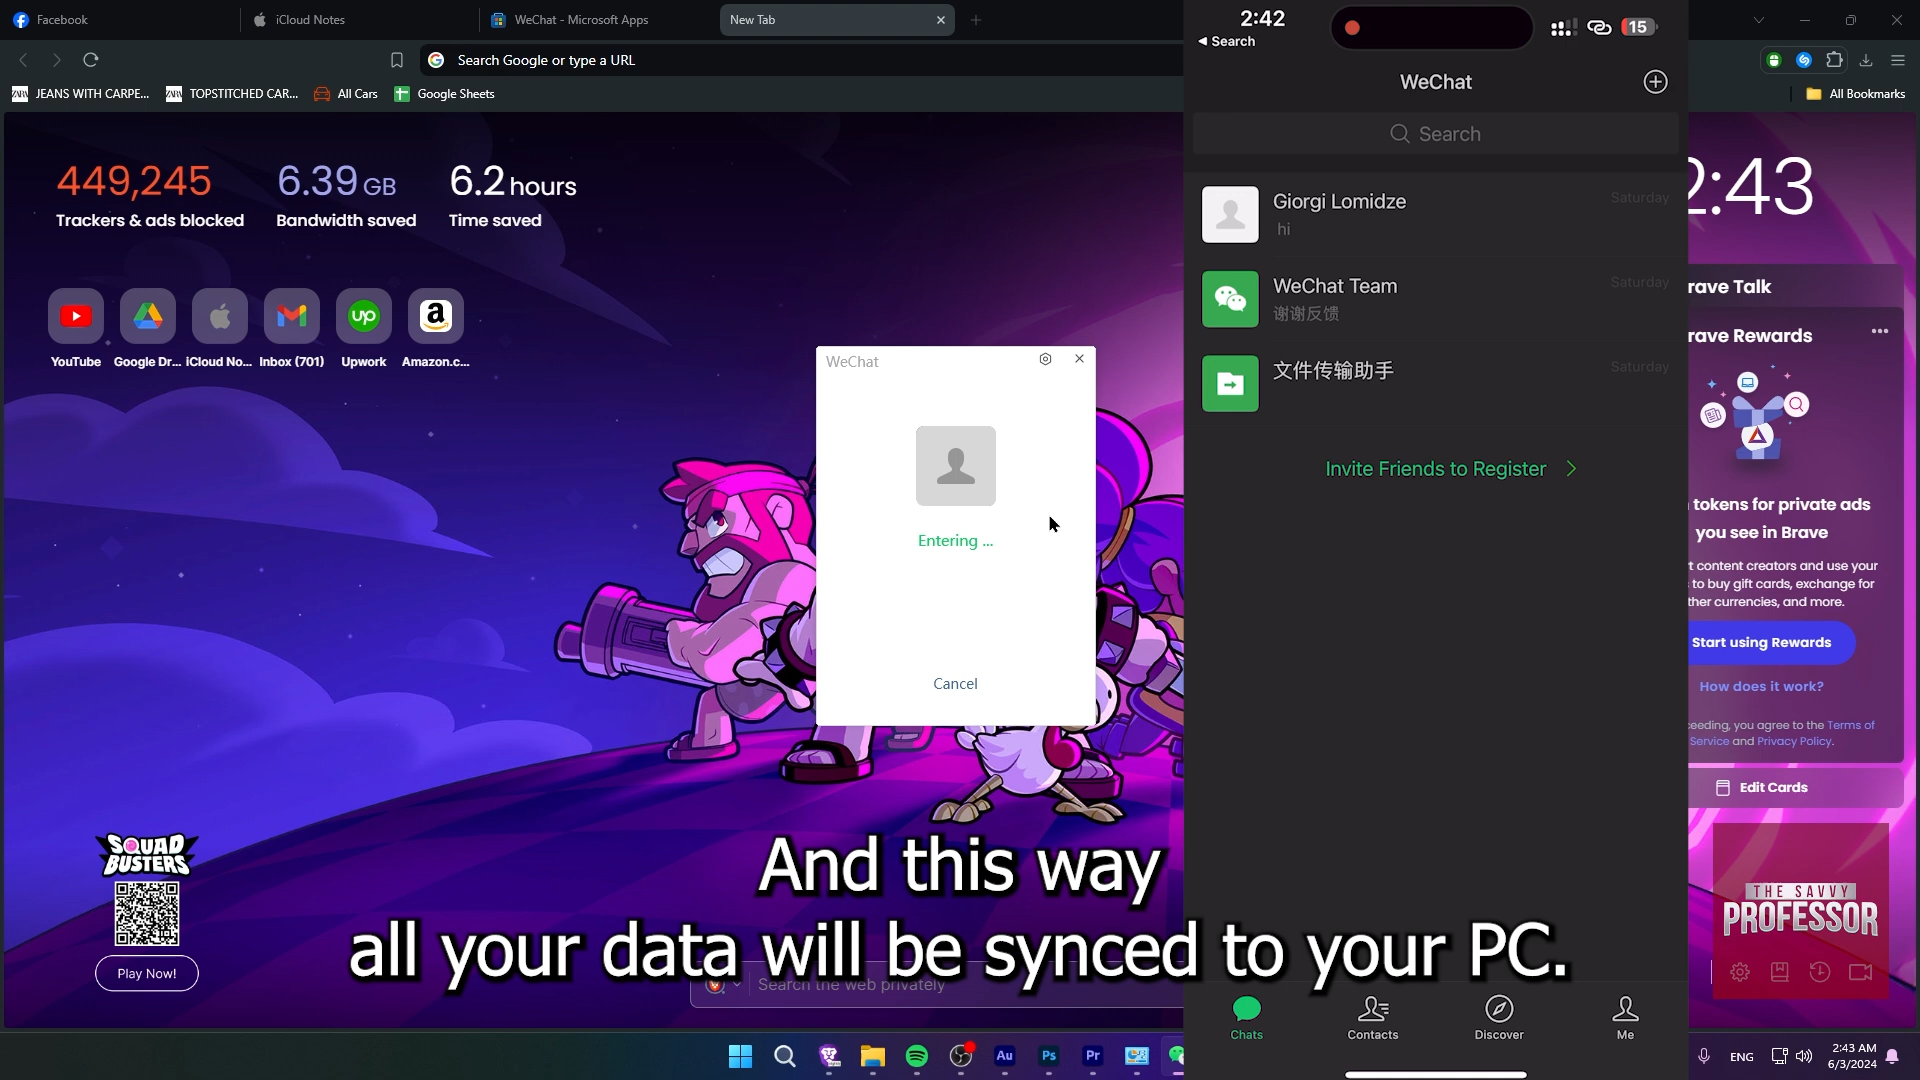 Facebook
iCloud Notes
WeChat - Microsoft Apps
New Tab
Search Google or type a URL
JEANS WITH CARPE...
TOPSTITCHED CAR...
All Cars
Google Sheets
All Bookmarks
449,245
Trackers & ads blocked
6.39 GB
Bandwidth saved
6.2 hours
Time saved
YouTube
Google Dr...
iCloud No...
Inbox (701)
Upwork
Amazon.c...
WeChat
Entering ...
Cancel
2:42
Search
15
WeChat
Search
Giorgi Lomidze
Saturday
hi
WeChat Team
Saturday
谢谢反馈
文件传输助手
Saturday
Invite Friends to Register
Chats
Contacts
Discover
Me
2:43
rave Talk
rave Rewards
tokens for private ads
you see in Brave
t content creators and use your
to buy gift cards, exchange for
ther currencies, and more.
Start using Rewards
How does it work?
ceeding, you agree to the Terms of
Service and Privacy Policy.
Edit Cards
THE SAVVY
PROFESSOR
SQUAD
BUSTERS
Play Now!
And this way
all your data will be synced to your PC.
Search the web privately
Au
Ps
Pr
ENG
2:43 AM
6/3/2024